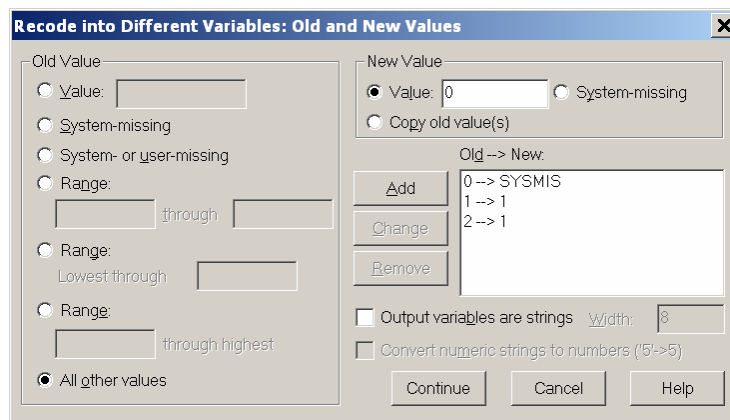 Recode into Different Variables: Old and New Values
Old Value
Value:
System-missing
System- or user-missing
Range:
through
Range:
Lowest through
Range:
through highest
All other values
New Value
Value: 0 System-missing
Copy old value(s)
Old --> New:
Add
Change
Remove
0 --> SYSMIS
1 --> 1
2 --> 1
Output variables are strings Width: 8
Convert numeric strings to numbers ('5'->5)
Continue Cancel Help